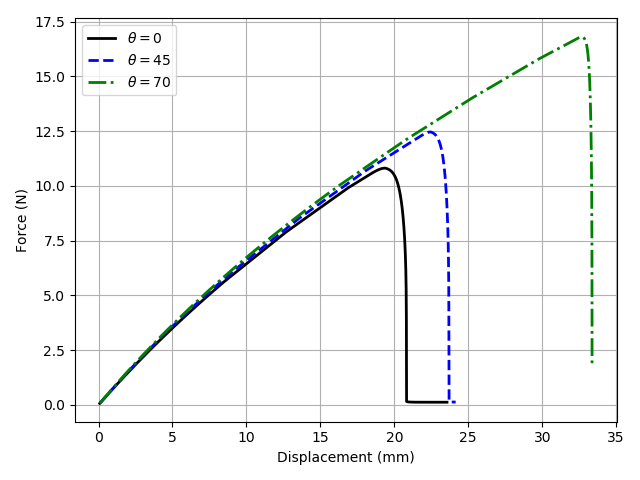 θ = 0
θ = 45
θ = 70
17.5
15.0
12.5
10.0
7.5
5.0
2.5
0.0
Force (N)
0 5 10 15 20 25 30 35
Displacement (mm)